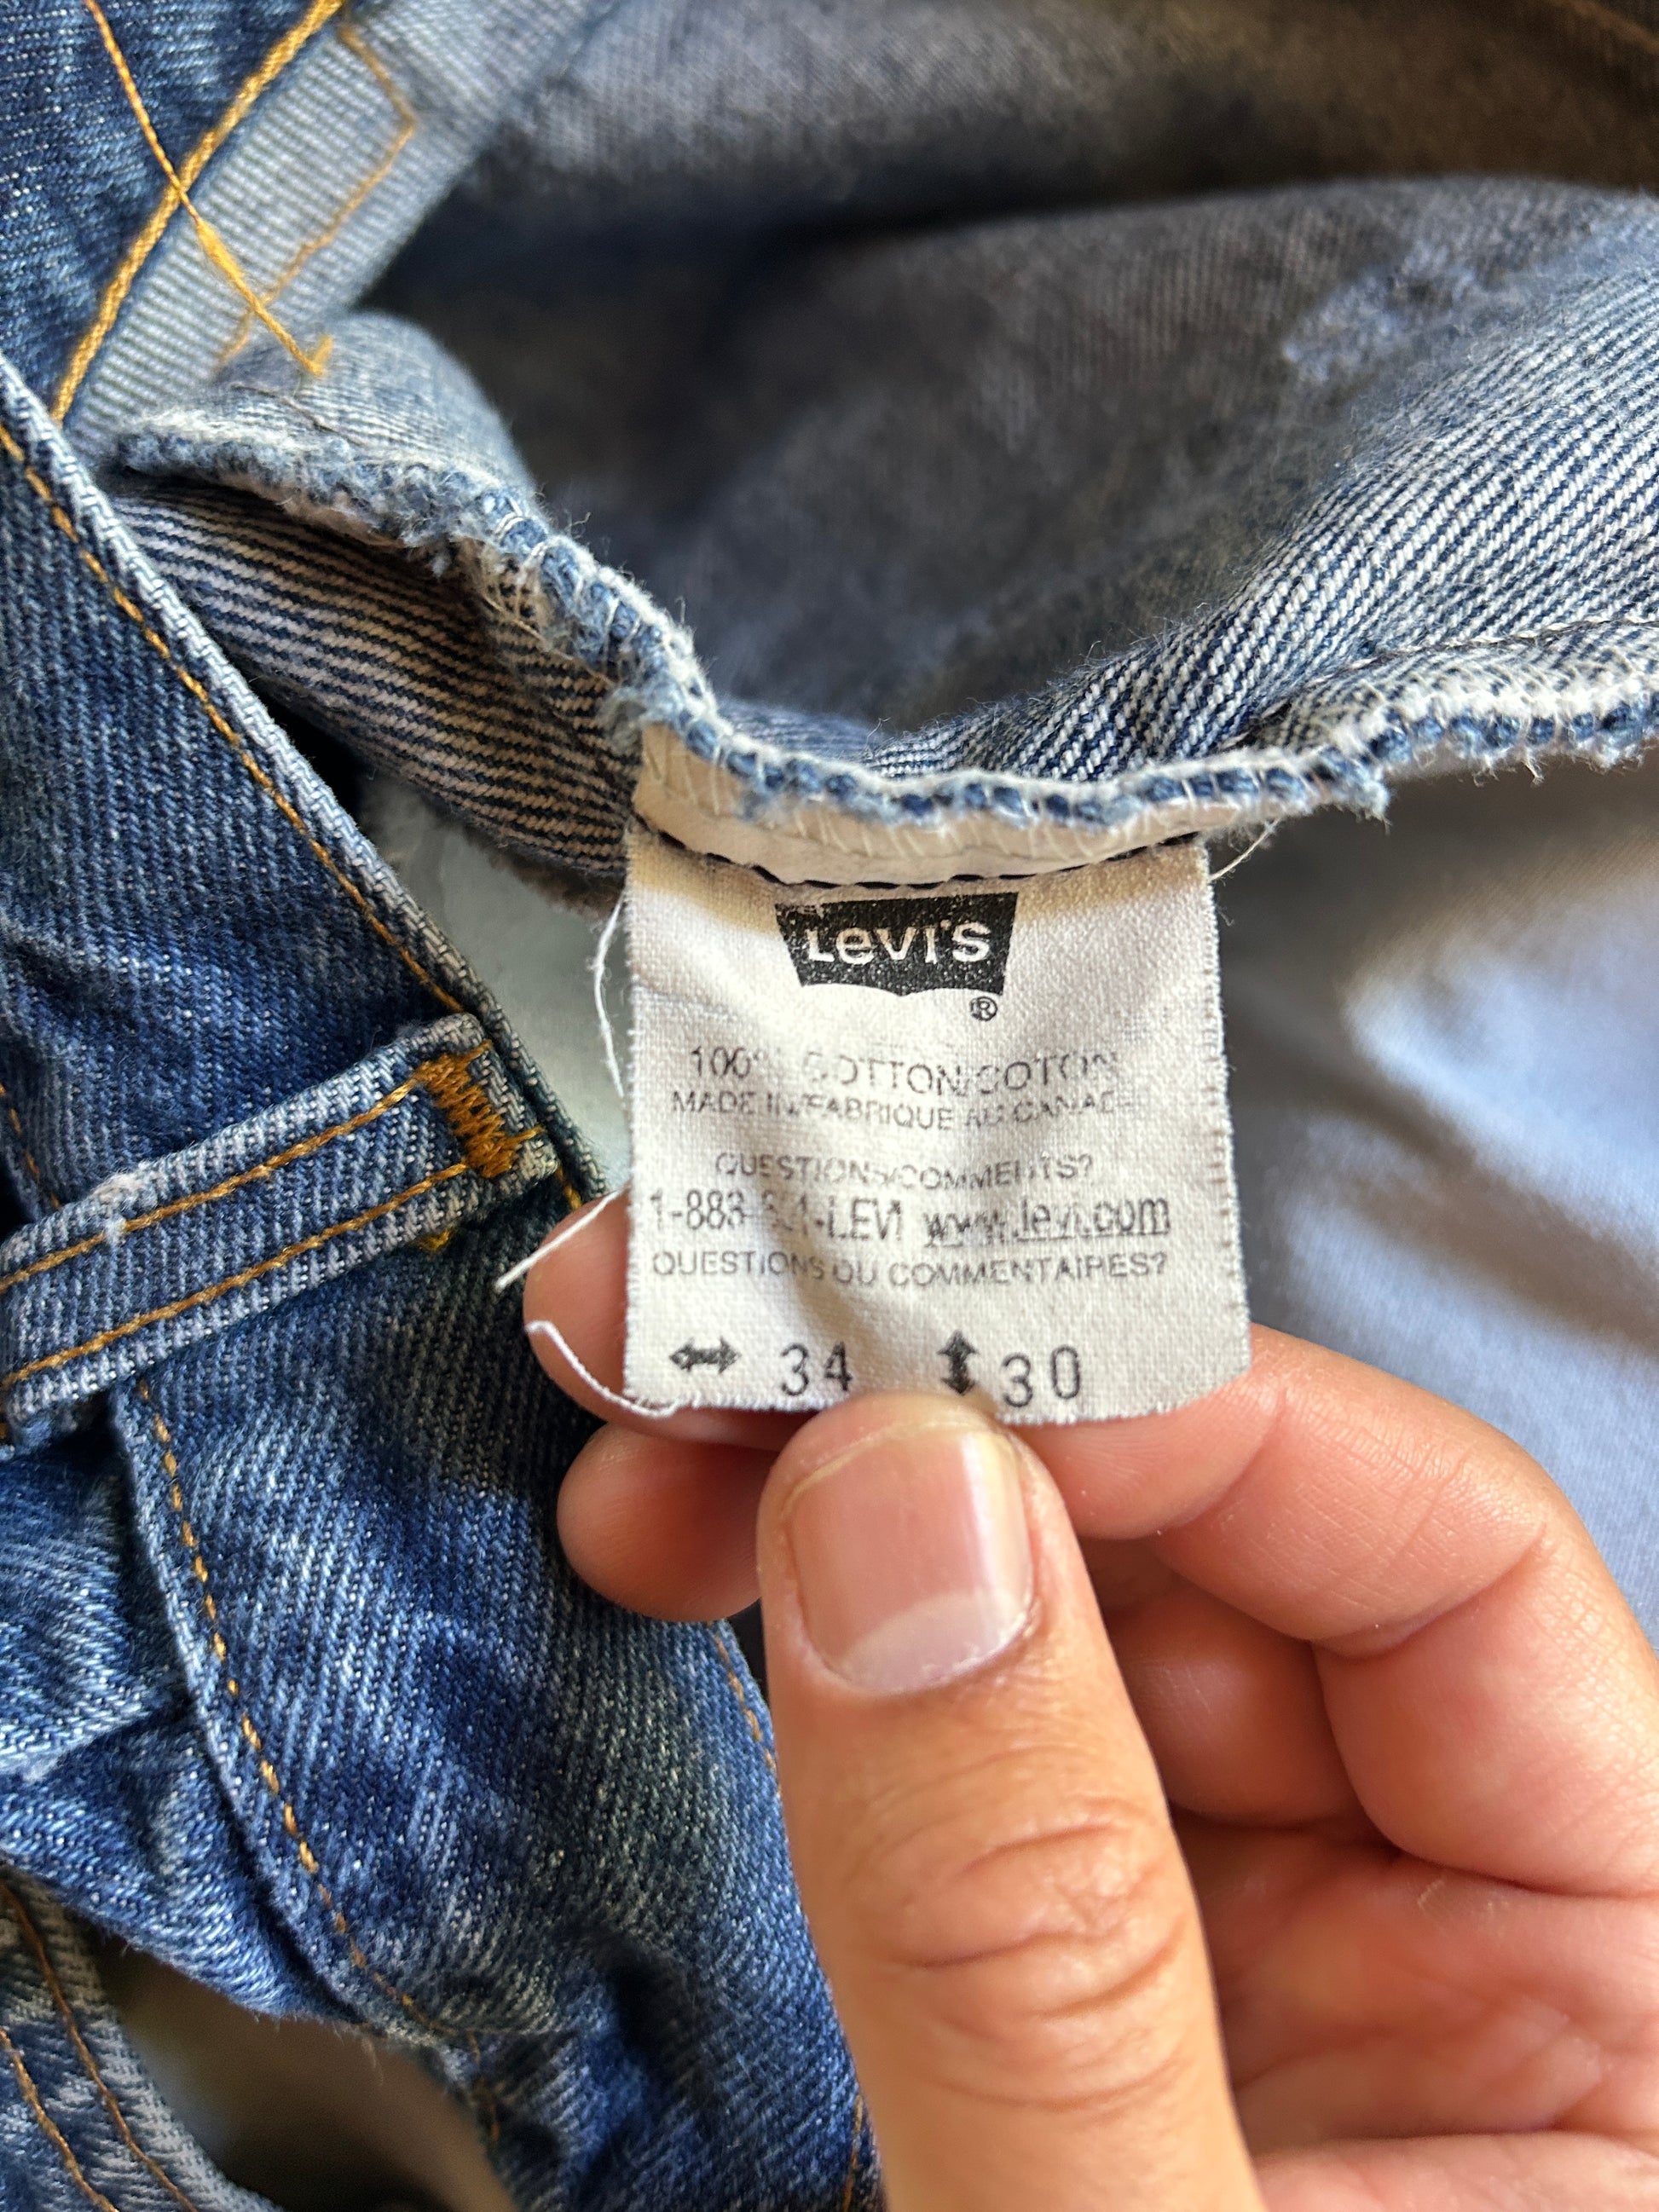 Levi's
®
100% COTTON/COTON
MADE IN/FABRIQUE AU CANADA
QUESTIONS/COMMENTS?
LEVI www.levi.com
QUESTIONS OU COMMENTAIRES?
↔ 34 ↕ 30